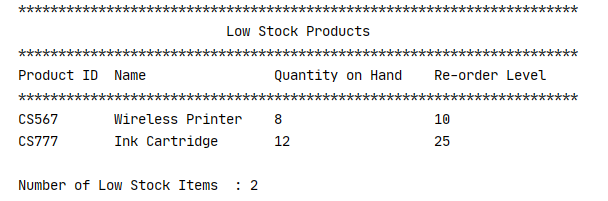 **********************************************************************
Low Stock Products
**********************************************************************
Product ID  Name                Quantity on Hand    Re-order Level
**********************************************************************
CS567       Wireless Printer    8                   10
CS777       Ink Cartridge       12                  25
Number of Low Stock Items  : 2